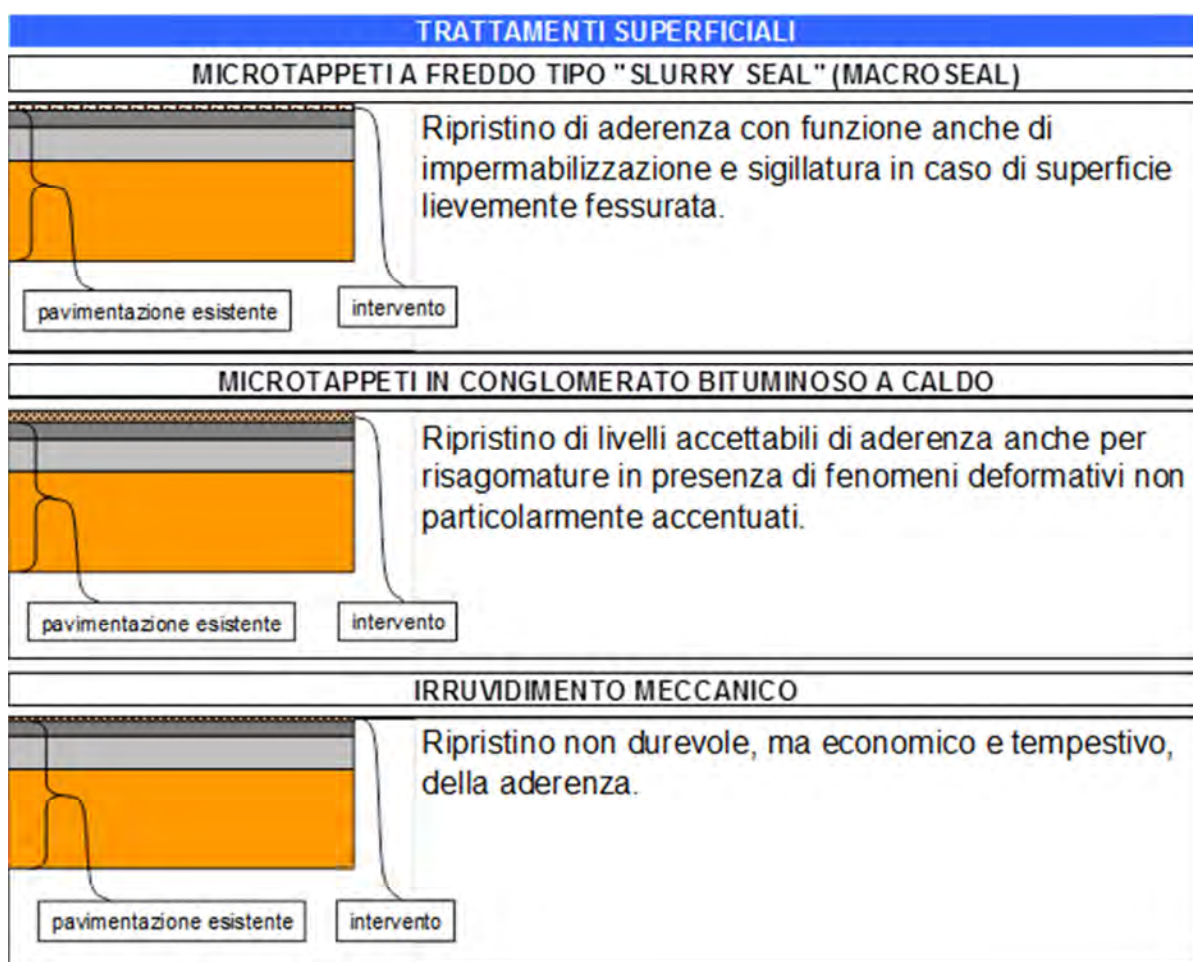 TRATTAMENTI SUPERFICIALI
MICROTAPPETI A FREDDO TIPO "SLURRY SEAL" (MACROSEAL)
Ripristino di aderenza con funzione anche di
impermabilizzazione e sigillatura in caso di superficie
lievemente fessurata.
pavimentazione esistente
intervento
MICROTAPPETI IN CONGLOMERATO BITUMINOSO A CALDO
Ripristino di livelli accettabili di aderenza anche per
risagomature in presenza di fenomeni deformativi non
particolarmente accentuati.
pavimentazione esistente
intervento
IRRUVIDIMENTO MECCANICO
Ripristino non durevole, ma economico e tempestivo,
della aderenza.
pavimentazione esistente
intervento